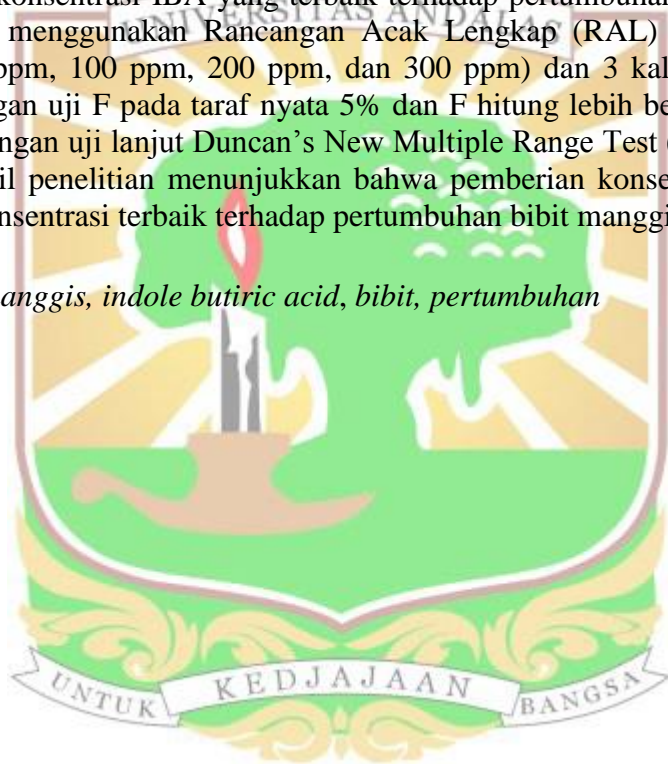 konsentrasi IBA yang terbaik terhadap pertumbuhan
UNIVERSITAS ANDALAS
menggunakan Rancangan Acak Lengkap (RAL)
ppm, 100 ppm, 200 ppm, dan 300 ppm) dan 3 kal
gan uji F pada taraf nyata 5% dan F hitung lebih be
ngan uji lanjut Duncan’s New Multiple Range Test (
il penelitian menunjukkan bahwa pemberian konse
nsentrasi terbaik terhadap pertumbuhan bibit manggi
anggis, indole butiric acid, bibit, pertumbuhan
UNTUK KEDJAJAAN BANGSA